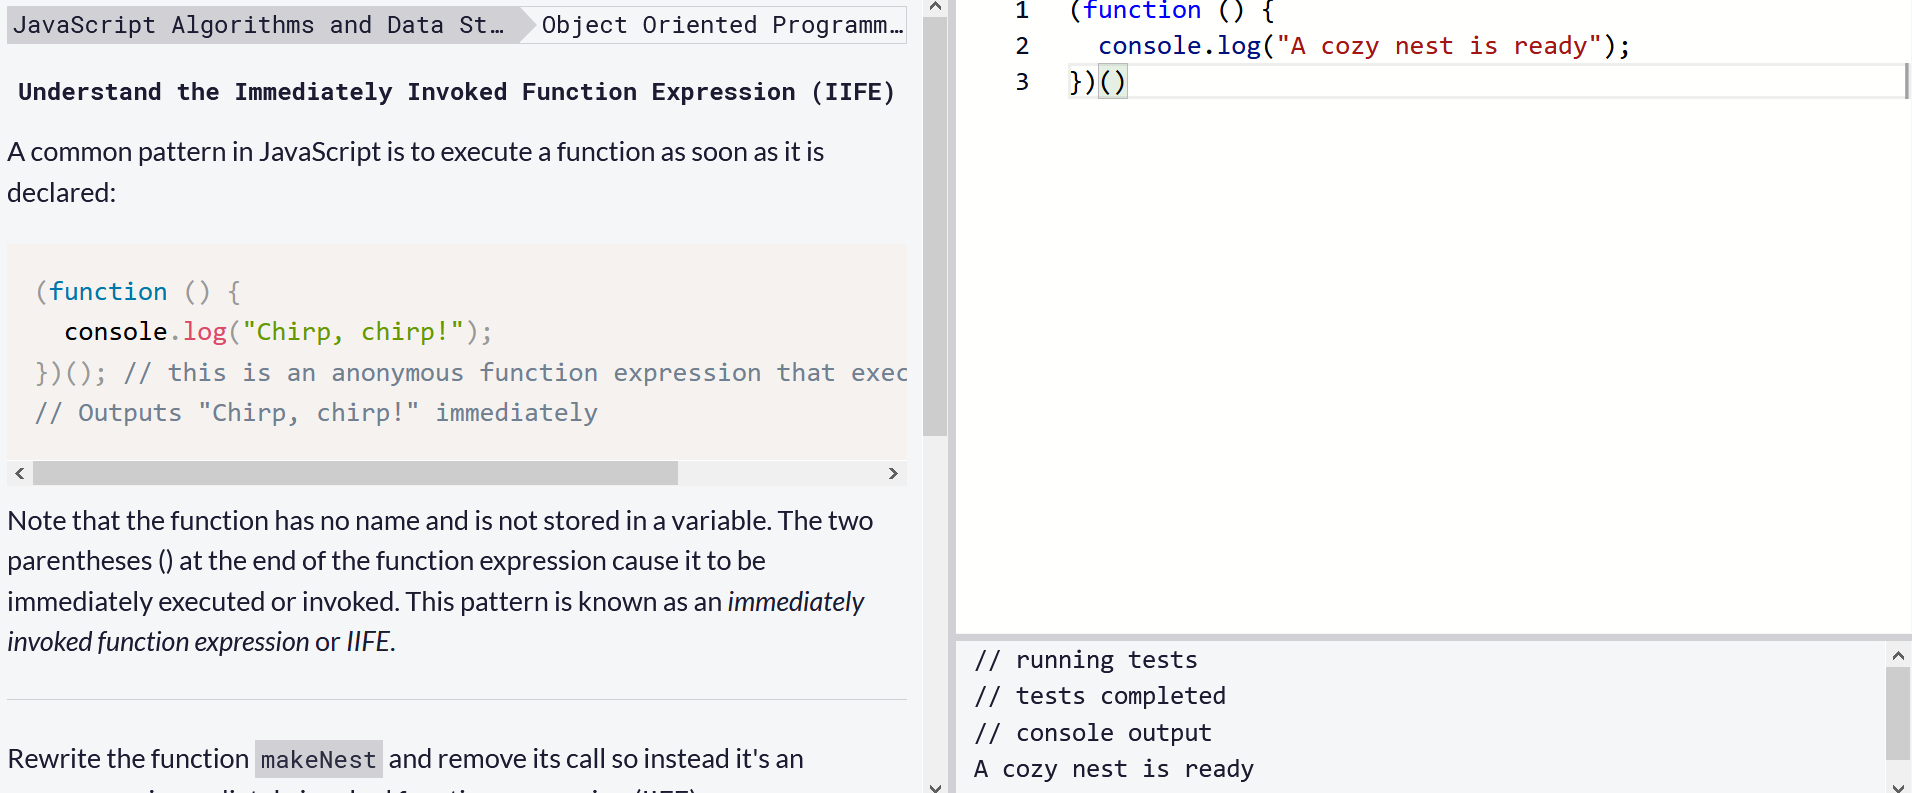 JavaScript Algorithms and Data St…
Object Oriented Programm…
Understand the Immediately Invoked Function Expression (IIFE)
A common pattern in JavaScript is to execute a function as soon as it is
declared:
(function () {
  console.log("Chirp, chirp!");
})(); // this is an anonymous function expression that exec
// Outputs "Chirp, chirp!" immediately
Note that the function has no name and is not stored in a variable. The two
parentheses () at the end of the function expression cause it to be
immediately executed or invoked. This pattern is known as an immediately
invoked function expression or IIFE.
Rewrite the function makeNest and remove its call so instead it's an
1 (function () {
2   console.log("A cozy nest is ready");
3 })()
// running tests
// tests completed
// console output
A cozy nest is ready